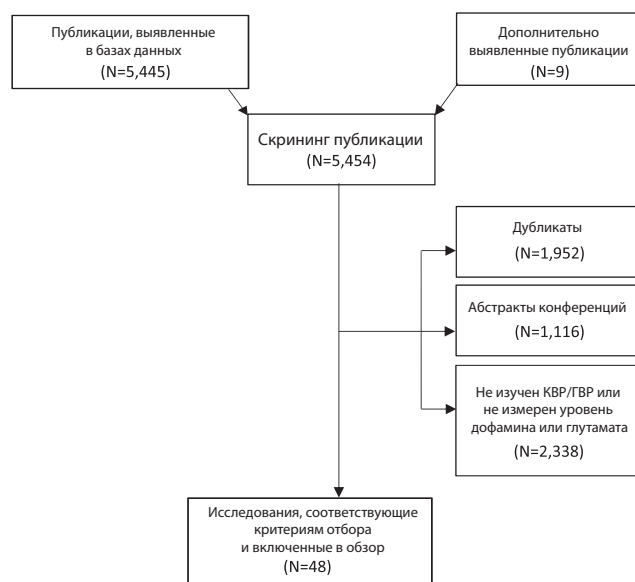 Публикации, выявленные
в базах данных
(N=5,445)
Дополнительно
выявленные публикации
(N=9)
Скрининг публикации
(N=5,454)
Дубликаты
(N=1,952)
Абстракты конференций
(N=1,116)
Не изучен КВР/ГВР или
не измерен уровень
дофамина или глутамата
(N=2,338)
Исследования, соответствующие
критериям отбора
и включенные в обзор
(N=48)